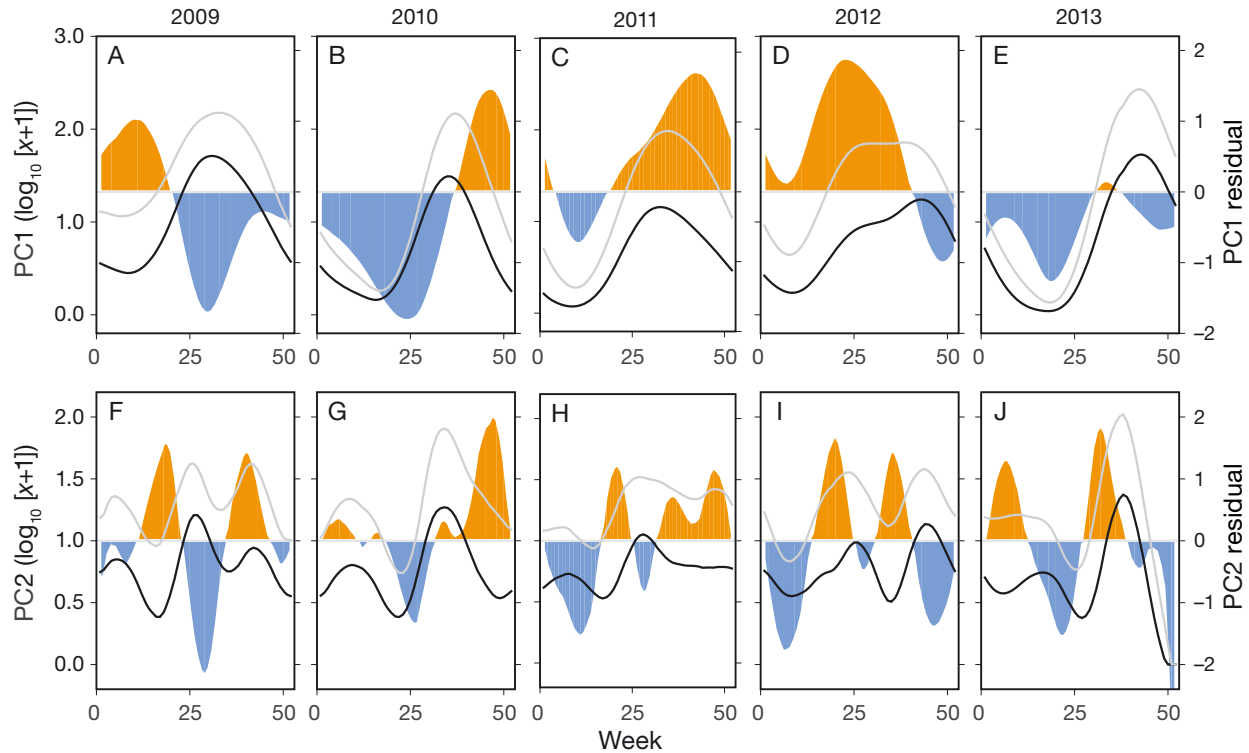 2009 2010 2011 2012 2013
PC1 (log10 [x+1])
3.0
2.0
1.0
0.0
A B C D E
2
1
0
−1
−2
PC1 residual
0 25 50 0 25 50 0 25 50 0 25 50 0 25 50
PC2 (log10 [x+1])
2.0
1.5
1.0
0.5
0.0
F G H I J
2
1
0
−1
−2
PC2 residual
0 25 50 0 25 50 0 25 50 0 25 50 0 25 50
Week